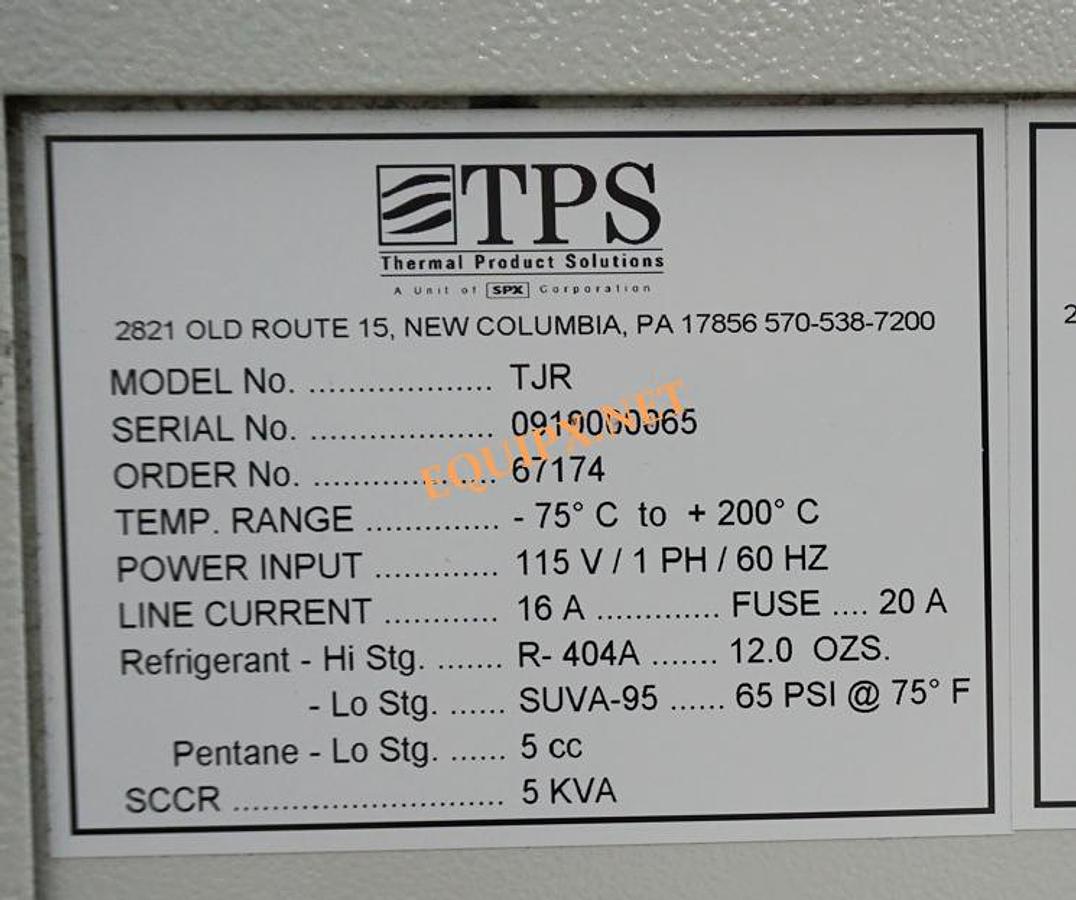 TPS
Thermal Product Solutions
A Unit of SPX Corporation
2821 OLD ROUTE 15, NEW COLUMBIA, PA 17856 570-538-7200
MODEL No. .................... TJR
SERIAL No. ....................
ORDER No. .................... 67174
TEMP. RANGE .............. - 75° C to + 200° C
POWER INPUT ............. 115 V / 1 PH / 60 HZ
LINE CURRENT ............ 16 A ............. FUSE .... 20 A
Refrigerant - Hi Stg. ....... R- 404A ....... 12.0 OZS.
- Lo Stg. ...... SUVA-95 ...... 65 PSI @ 75° F
Pentane - Lo Stg. ...... 5 cc
SCCR ............................. 5 KVA
EQUIPX.NET
2